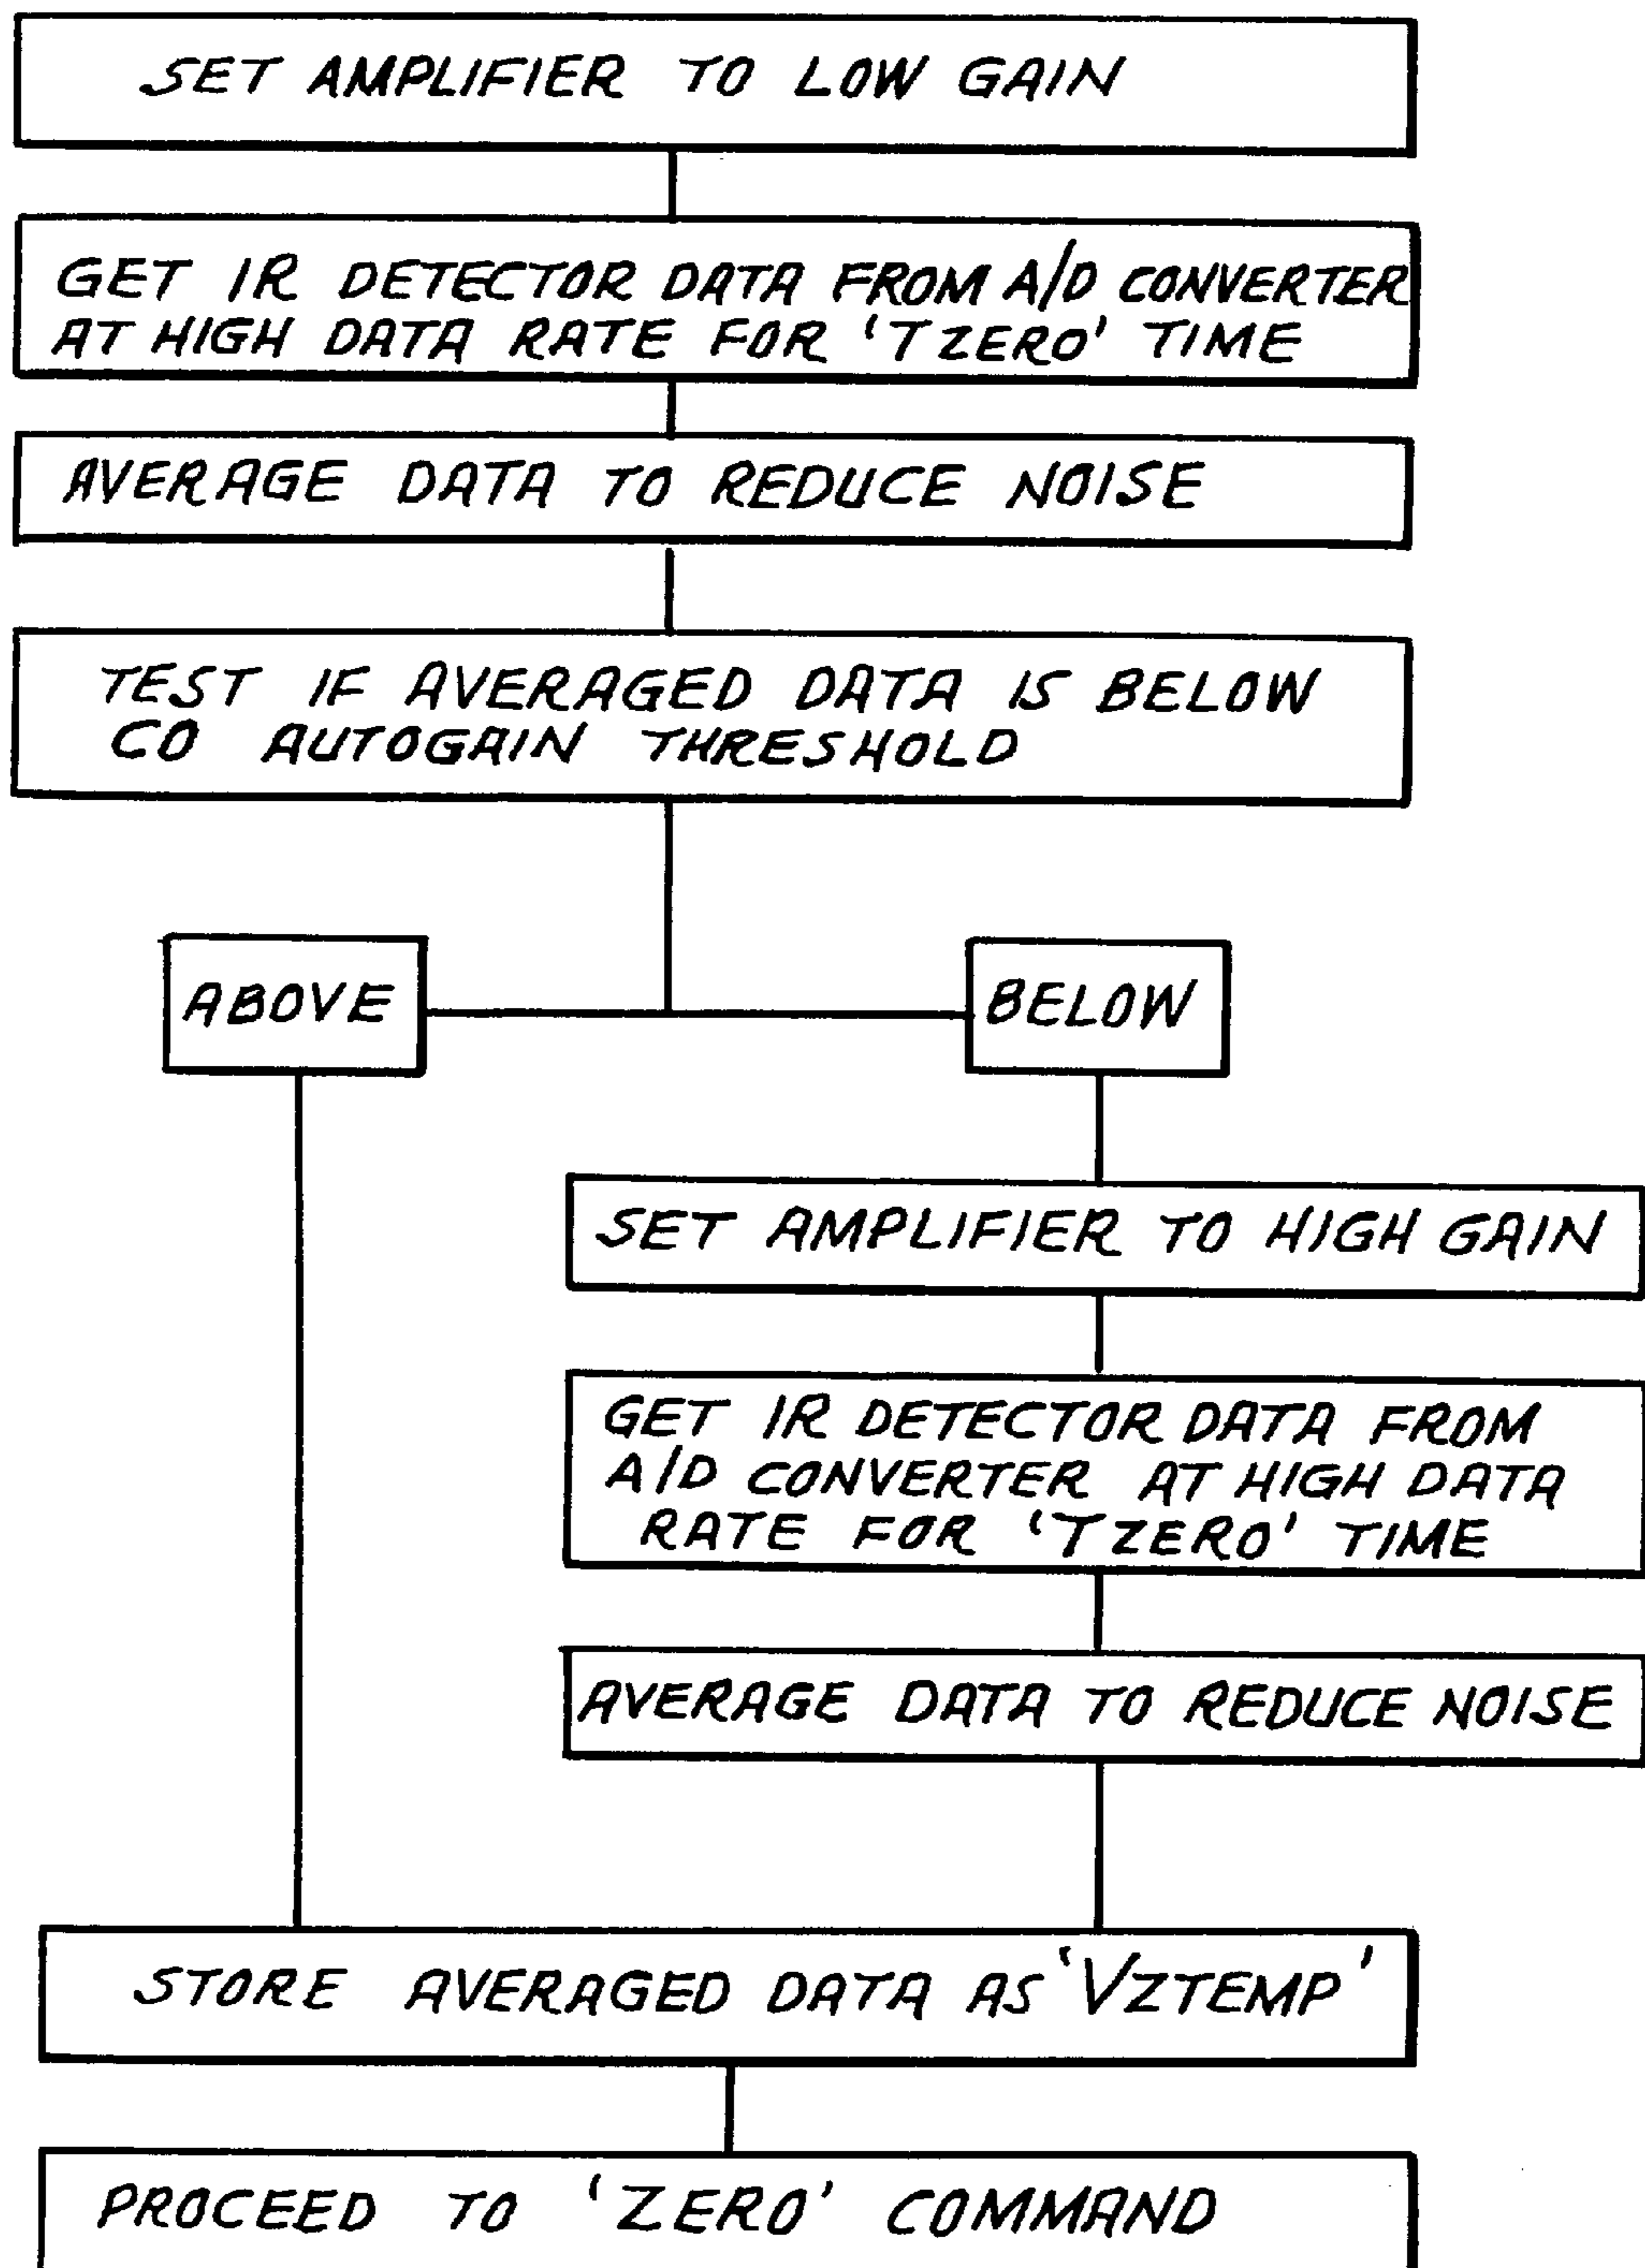 SET AMPLIFIER TO LOW GAIN
GET IR DETECTOR DATA FROM A/D CONVERTER
AT HIGH DATA RATE FOR 'TZERO' TIME
AVERAGE DATA TO REDUCE NOISE
TEST IF AVERAGED DATA IS BELOW
CO AUTOGAIN THRESHOLD
ABOVE
BELOW
SET AMPLIFIER TO HIGH GAIN
GET IR DETECTOR DATA FROM
A/D CONVERTER AT HIGH DATA
RATE FOR 'TZERO' TIME
AVERAGE DATA TO REDUCE NOISE
STORE AVERAGED DATA AS 'VZTEMP'
PROCEED TO 'ZERO' COMMAND